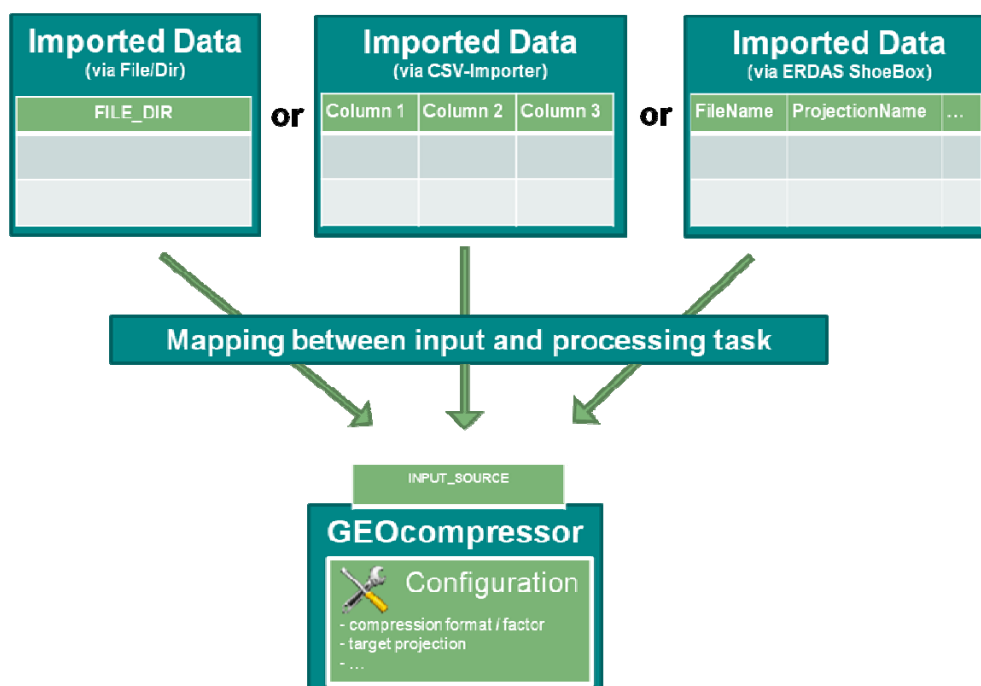 Imported Data
(via File/Dir)
FILE_DIR
or
Imported Data
(via CSV-Importer)
Column 1 Column 2 Column 3
or
Imported Data
(via ERDAS ShoeBox)
FileName ProjectionName ...
Mapping between input and processing task
INPUT_SOURCE
GEOcompressor
Configuration
- compression format / factor
- target projection
- ...